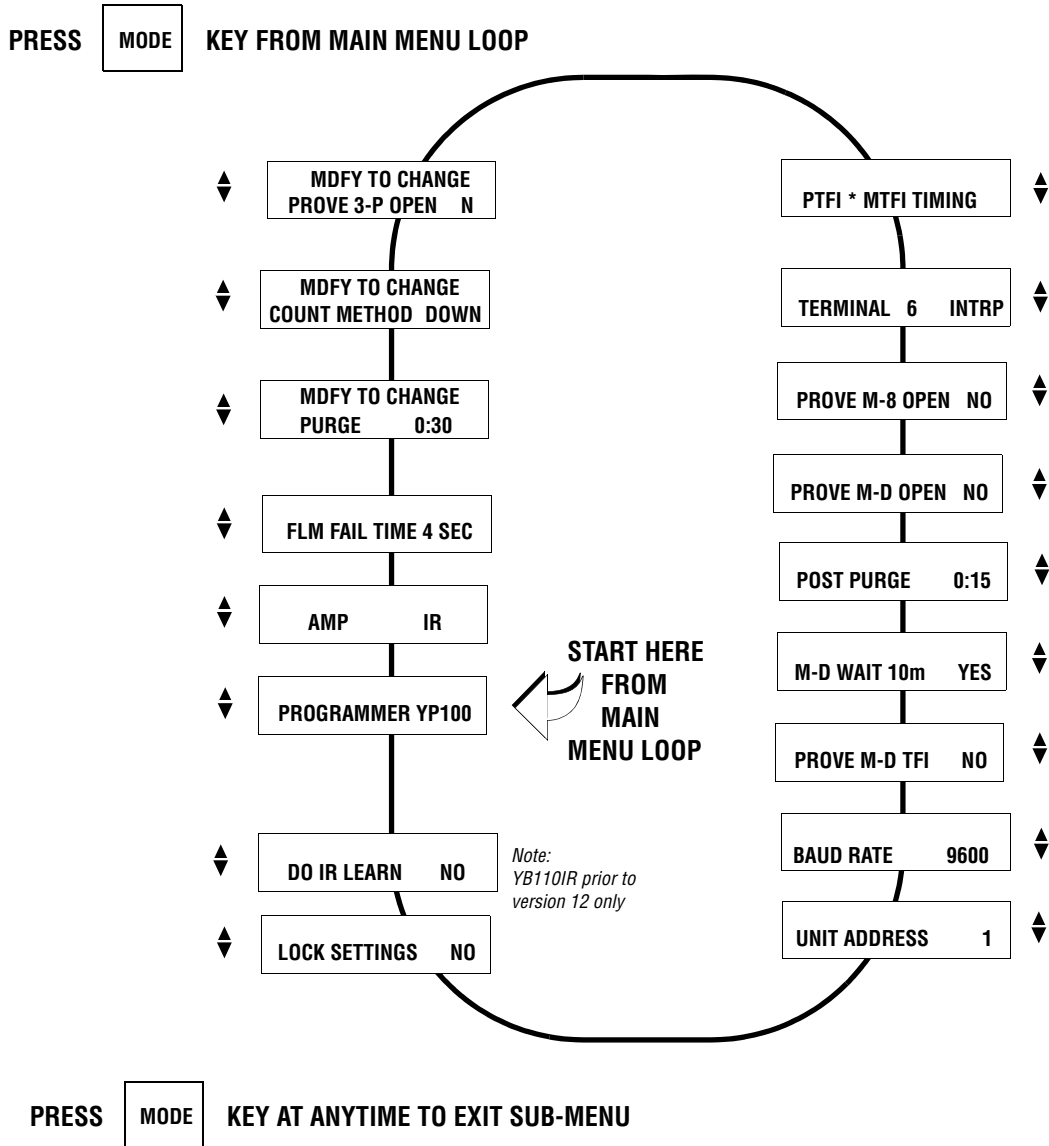 PRESS MODE KEY FROM MAIN MENU LOOP
MDFY TO CHANGE
PROVE 3-P OPEN N
MDFY TO CHANGE
COUNT METHOD DOWN
MDFY TO CHANGE
PURGE 0:30
FLM FAIL TIME 4 SEC
AMP IR
PROGRAMMER YP100
START HERE
FROM
MAIN
MENU LOOP
DO IR LEARN NO
Note:
YB110IR prior to
version 12 only
LOCK SETTINGS NO
PTFI * MTFI TIMING
TERMINAL 6 INTRP
PROVE M-8 OPEN NO
PROVE M-D OPEN NO
POST PURGE 0:15
M-D WAIT 10m YES
PROVE M-D TFI NO
BAUD RATE 9600
UNIT ADDRESS 1
PRESS MODE KEY AT ANYTIME TO EXIT SUB-MENU